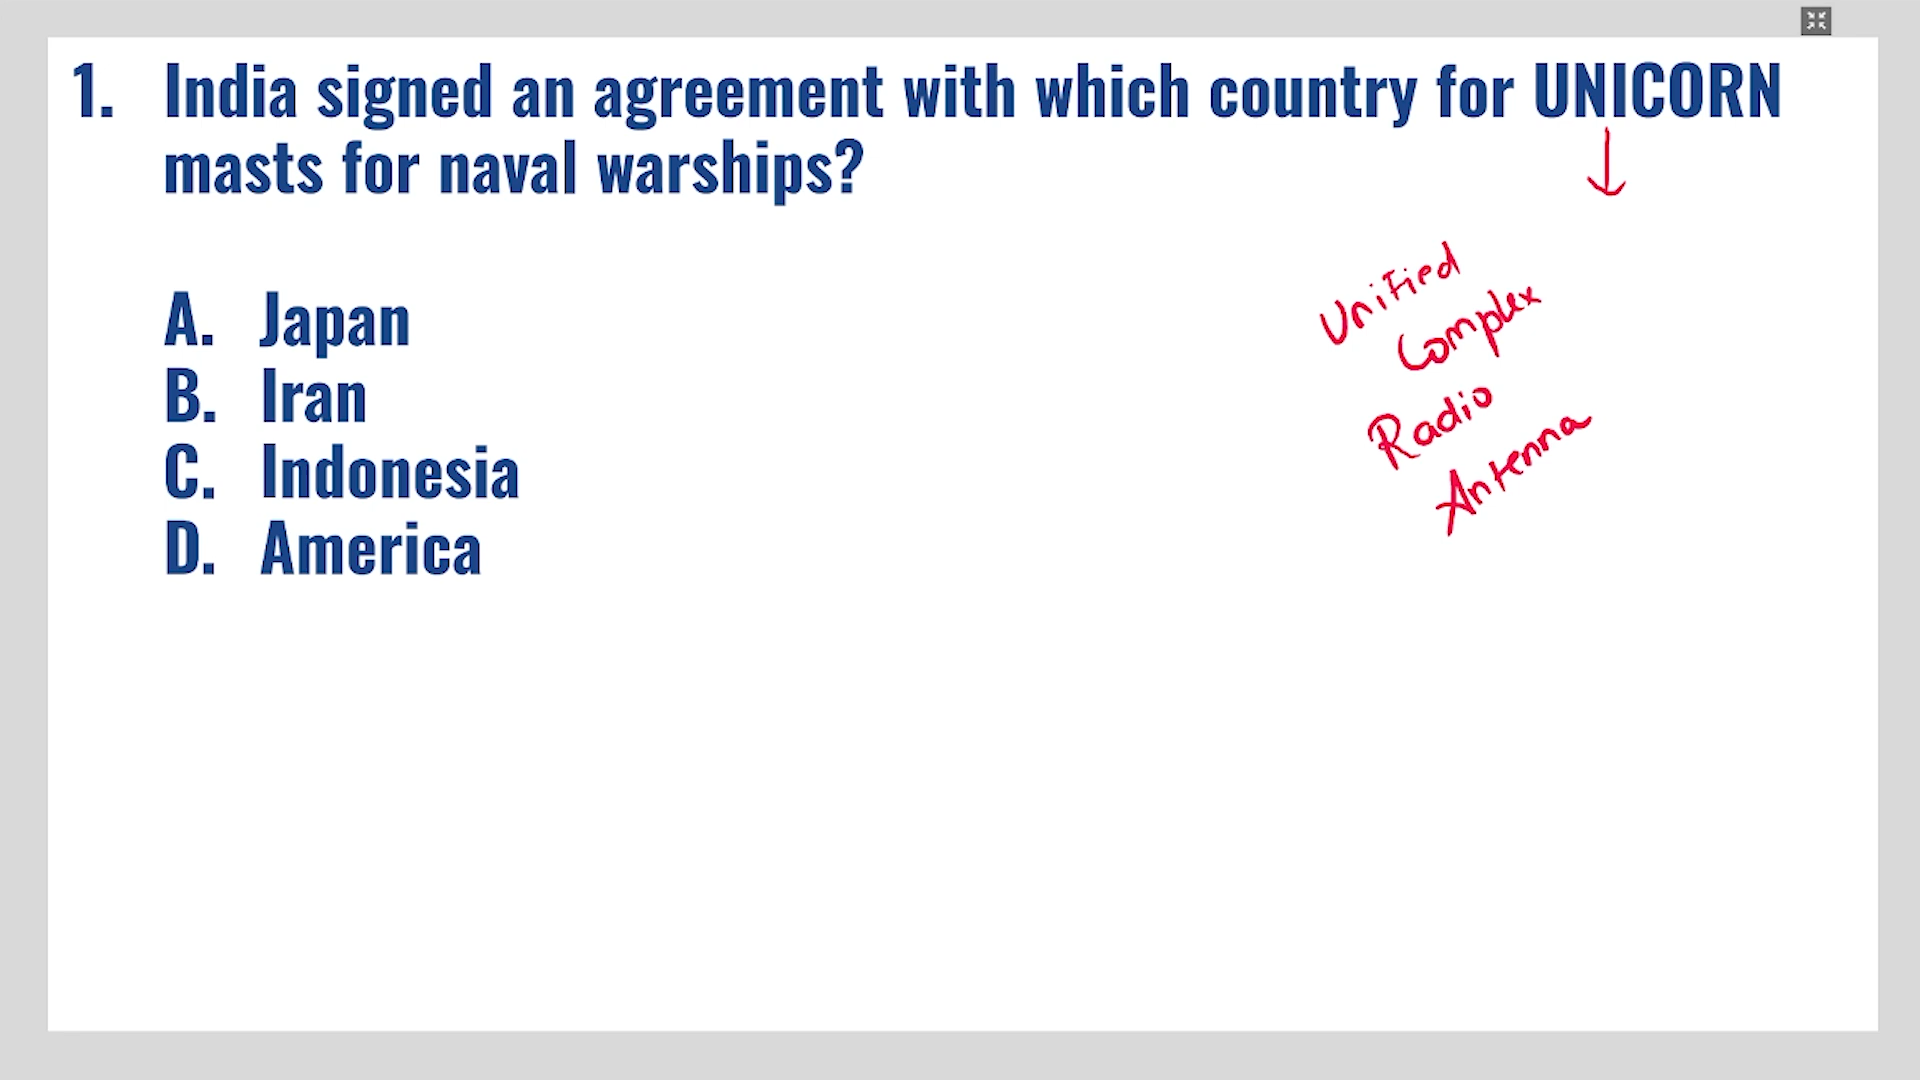 1. India signed an agreement with which country for UNICORN
masts for naval warships?
A. Japan
B. Iran
C. Indonesia
D. America
Unified
Complex
Radio
Antenna